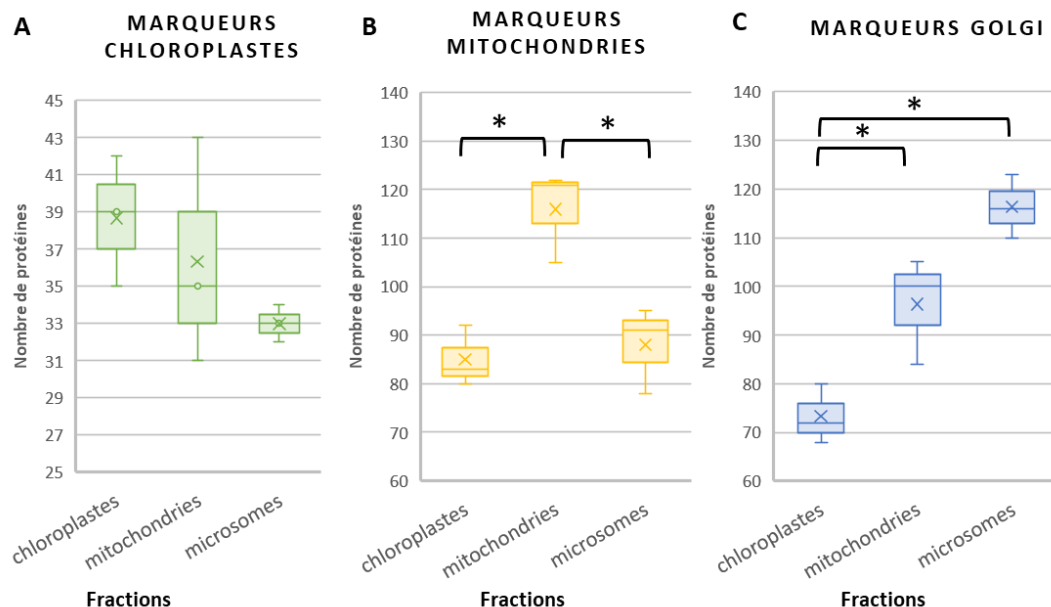 A
MARQUEURS
CHLOROPLASTES
Nombre de protéines
45
43
41
39
37
35
33
31
29
27
25
chloroplastes
mitochondries
microsomes
Fractions
B
MARQUEURS
MITOCHONDRIES
Nombre de protéines
140
130
120
110
100
90
80
70
60
*
*
chloroplastes
mitochondries
microsomes
Fractions
C
MARQUEURS GOLGI
Nombre de protéines
140
130
120
110
100
90
80
70
60
*
*
chloroplastes
mitochondries
microsomes
Fractions